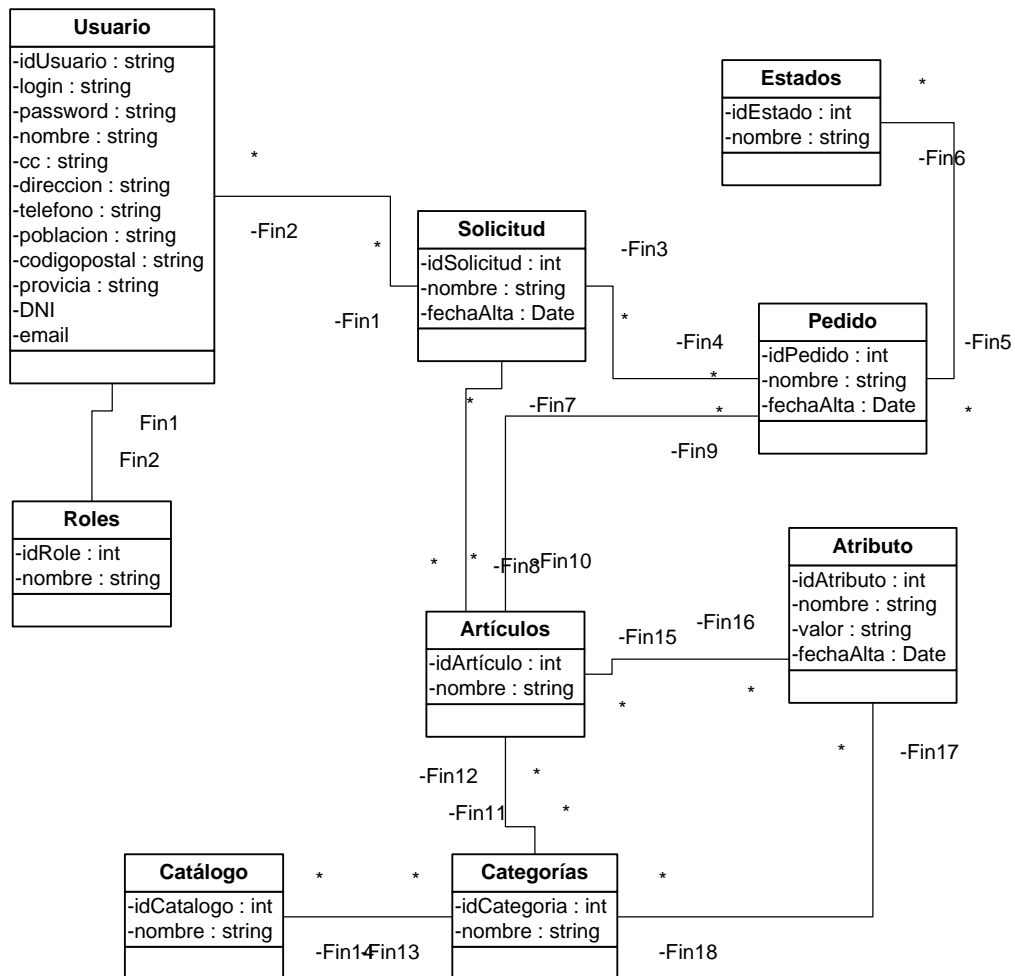 Usuario
-idUsuario : string
-login : string
-password : string
-nombre : string
-cc : string
-direccion : string
-telefono : string
-poblacion : string
-codigopostal : string
-provicia : string
-DNI
-email
*
-Fin2
*
-Fin1
Estados
-idEstado : int
-nombre : string
*
-Fin6
Solicitud
-idSolicitud : int
-nombre : string
-fechaAlta : Date
-Fin3
*
-Fin4
*
Pedido
-idPedido : int
-nombre : string
-fechaAlta : Date
-Fin5
*
Fin1
Fin2
Roles
-idRole : int
-nombre : string
*
-Fin7
*
-Fin9
*
*
-Fin8
-Fin10
Artículos
-idArtículo : int
-nombre : string
-Fin15
*
-Fin16
*
Atributo
-idAtributo : int
-nombre : string
-valor : string
-fechaAlta : Date
*
-Fin17
-Fin12
*
-Fin11
*
Catálogo
-idCatalogo : int
-nombre : string
*
*
-Fin14
-Fin13
Categorías
-idCategoria : int
-nombre : string
*
-Fin18